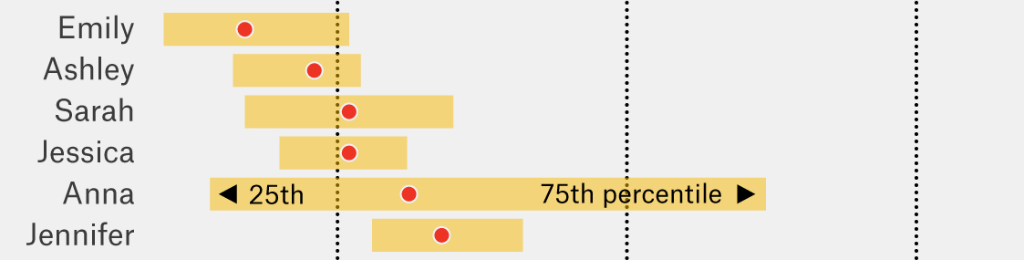 Emily
Ashley
Sarah
Jessica
Anna ◀ 25th 75th percentile ▶
Jennifer